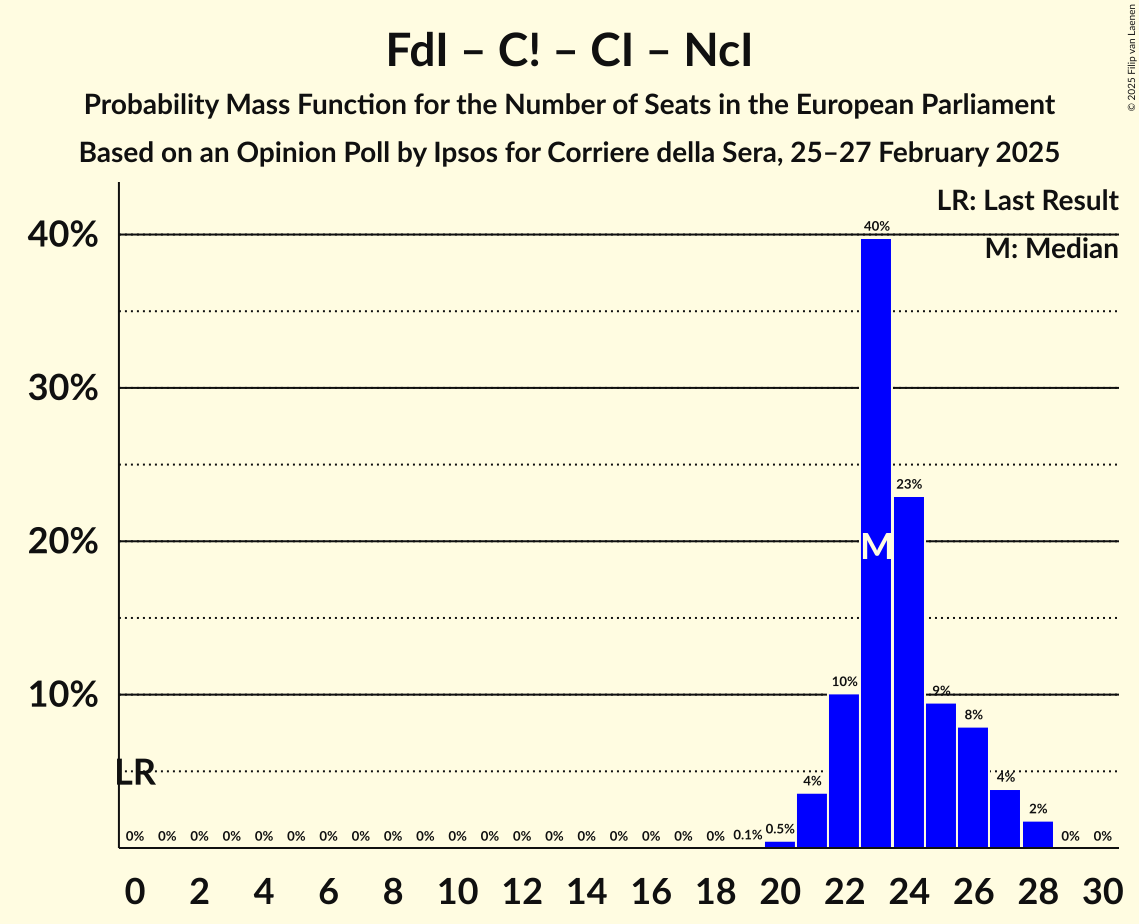 FdI – C! – CI – NcI
Probability Mass Function for the Number of Seats in the European Parliament
Based on an Opinion Poll by Ipsos for Corriere della Sera, 25–27 February 2025
© 2025 Filip van Laenen
LR: Last Result
M: Median
40%
30%
20%
10%
40%
23%
M
10%
9%
8%
4%
4%
2%
LR
0% 0% 0% 0% 0% 0% 0% 0% 0% 0% 0% 0% 0% 0% 0% 0% 0% 0% 0% 0.1% 0.5% 0% 0%
0 2 4 6 8 10 12 14 16 18 20 22 24 26 28 30